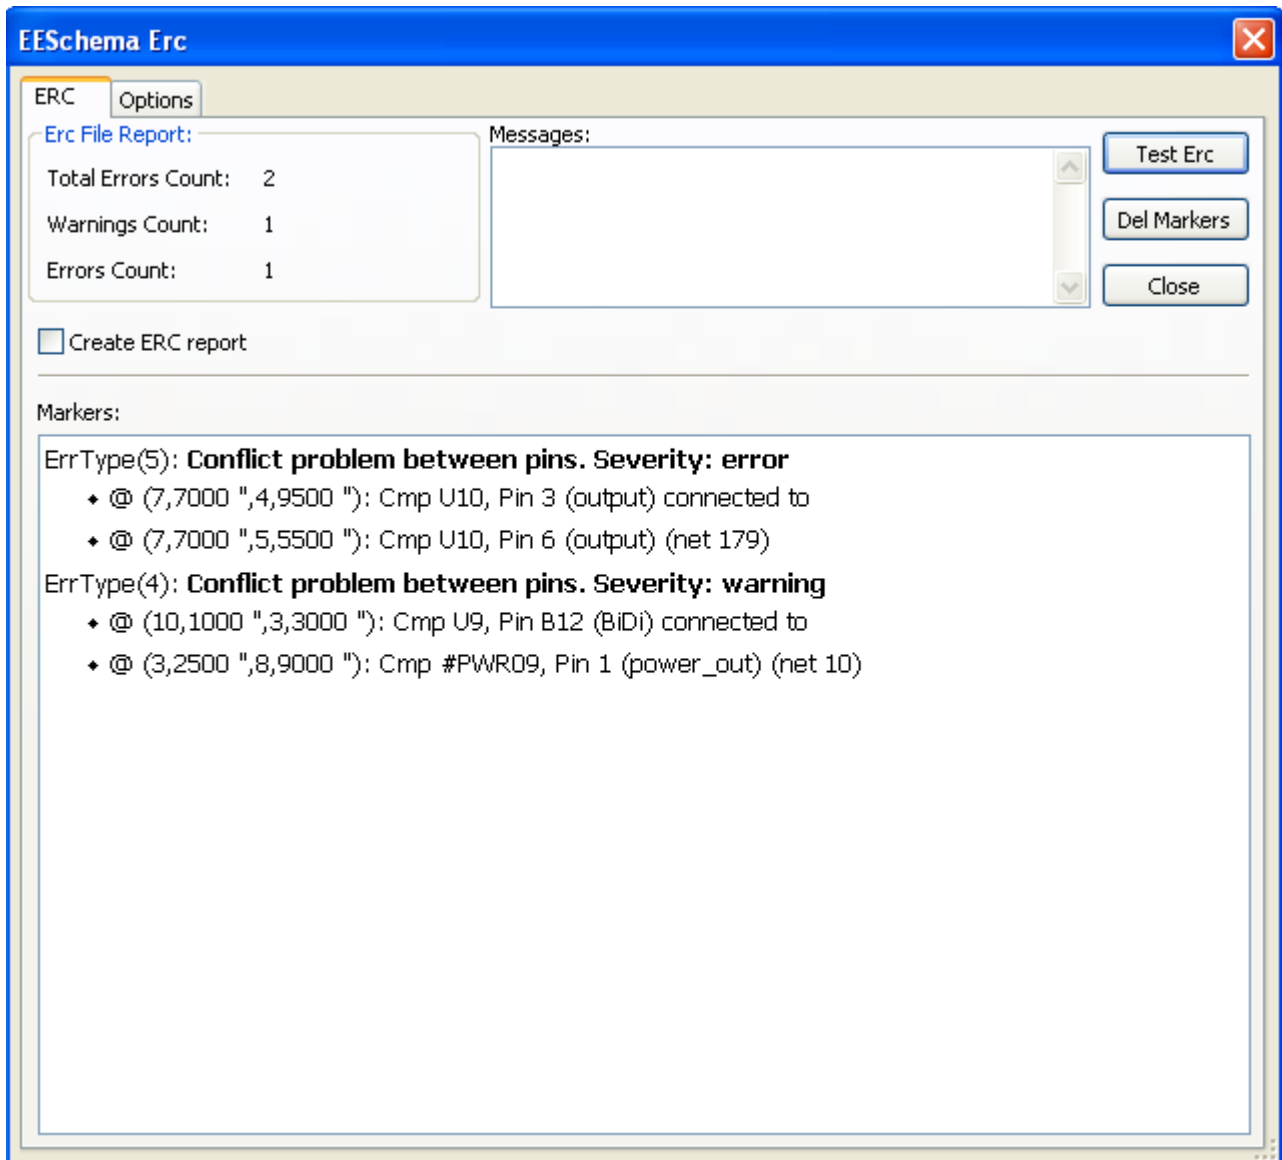 EESchema Erc
ERC
Options
Erc File Report:
Total Errors Count: 2
Warnings Count: 1
Errors Count: 1
Messages:
Test Erc
Del Markers
Close
Create ERC report
Markers:
ErrType(5): Conflict problem between pins. Severity: error
@ (7,7000 ",4,9500 "): Cmp U10, Pin 3 (output) connected to
@ (7,7000 ",5,5500 "): Cmp U10, Pin 6 (output) (net 179)
ErrType(4): Conflict problem between pins. Severity: warning
@ (10,1000 ",3,3000 "): Cmp U9, Pin B12 (BiDi) connected to
@ (3,2500 ",8,9000 "): Cmp #PWR09, Pin 1 (power_out) (net 10)